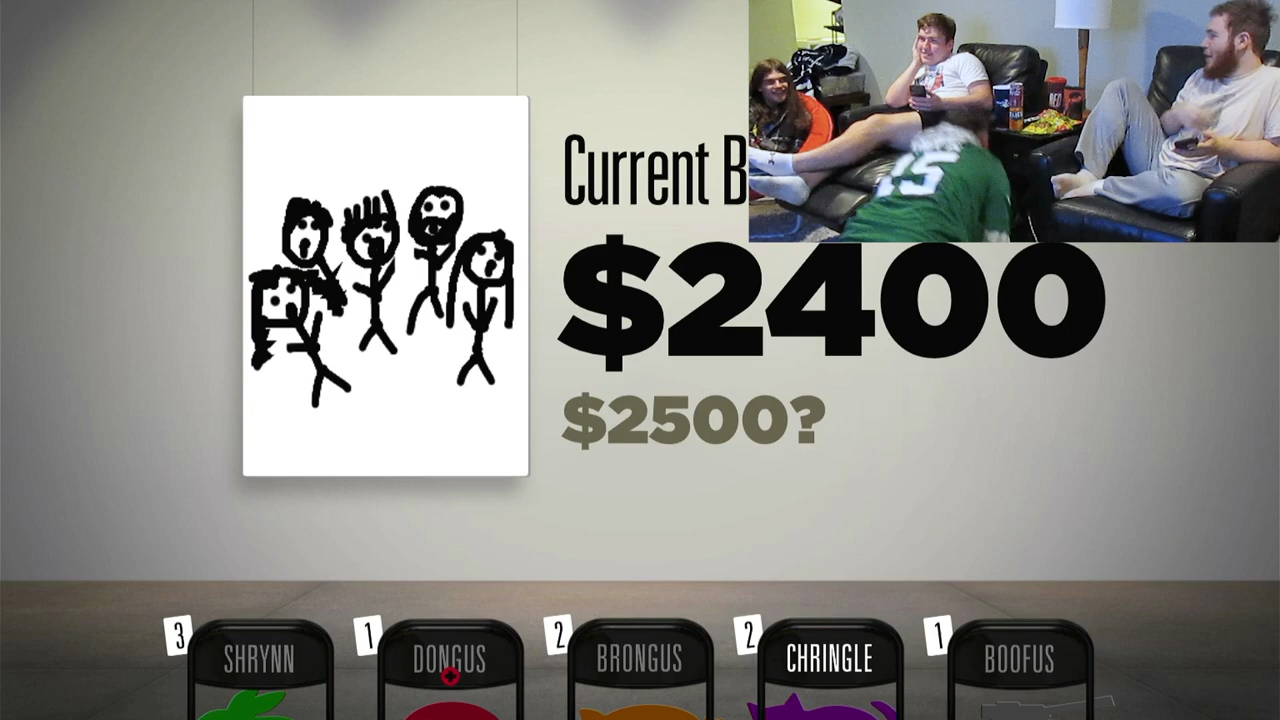 Current B
$2400
$2500?
15
3
SHRYNN
1
DONGUS
2
BRONGUS
2
CHRINGLE
1
BOOFUS